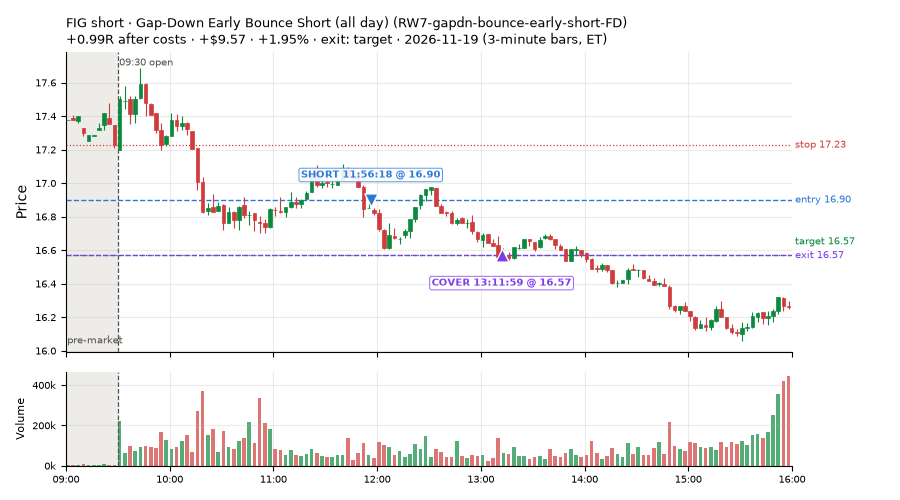 FIG short · Gap-Down Early Bounce Short (all day) (RW7-gapdn-bounce-early-short-FD)
+0.99R after costs · +$9.57 · +1.95% · exit: target · 2026-11-19 (3-minute bars, ET)
09:30 open
17.6
17.4
17.2
17.0
16.8
16.6
16.4
16.2
16.0
Price
stop 17.23
SHORT 11:56:18 @ 16.90
entry 16.90
target 16.57
exit 16.57
COVER 13:11:59 @ 16.57
pre-market
400k
200k
0k
Volume
09:00
10:00
11:00
12:00
13:00
14:00
15:00
16:00